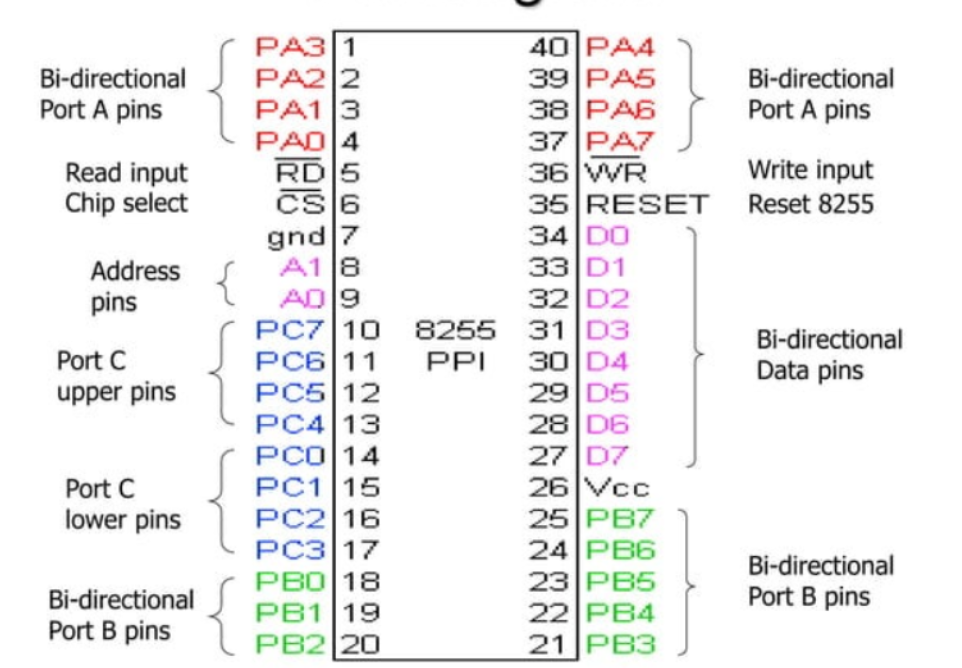 PA3 1 40 PA4
Bi-directional PA2 2 39 PA5 Bi-directional
Port A pins PA1 3 38 PA6 Port A pins
PA0 4 37 PA7
Read input RD 5 36 WR Write input
Chip select CS 6 35 RESET Reset 8255
gnd 7 34 D0
Address A1 8 33 D1
pins A0 9 32 D2
PC7 10 8255 31 D3 Bi-directional
Port C PC6 11 PPI 30 D4 Data pins
upper pins PC5 12 29 D5
PC4 13 28 D6
PC0 14 27 D7
Port C PC1 15 26 Vcc
lower pins PC2 16 25 PB7
PC3 17 24 PB6 Bi-directional
PB0 18 23 PB5 Port B pins
Bi-directional PB1 19 22 PB4
Port B pins PB2 20 21 PB3